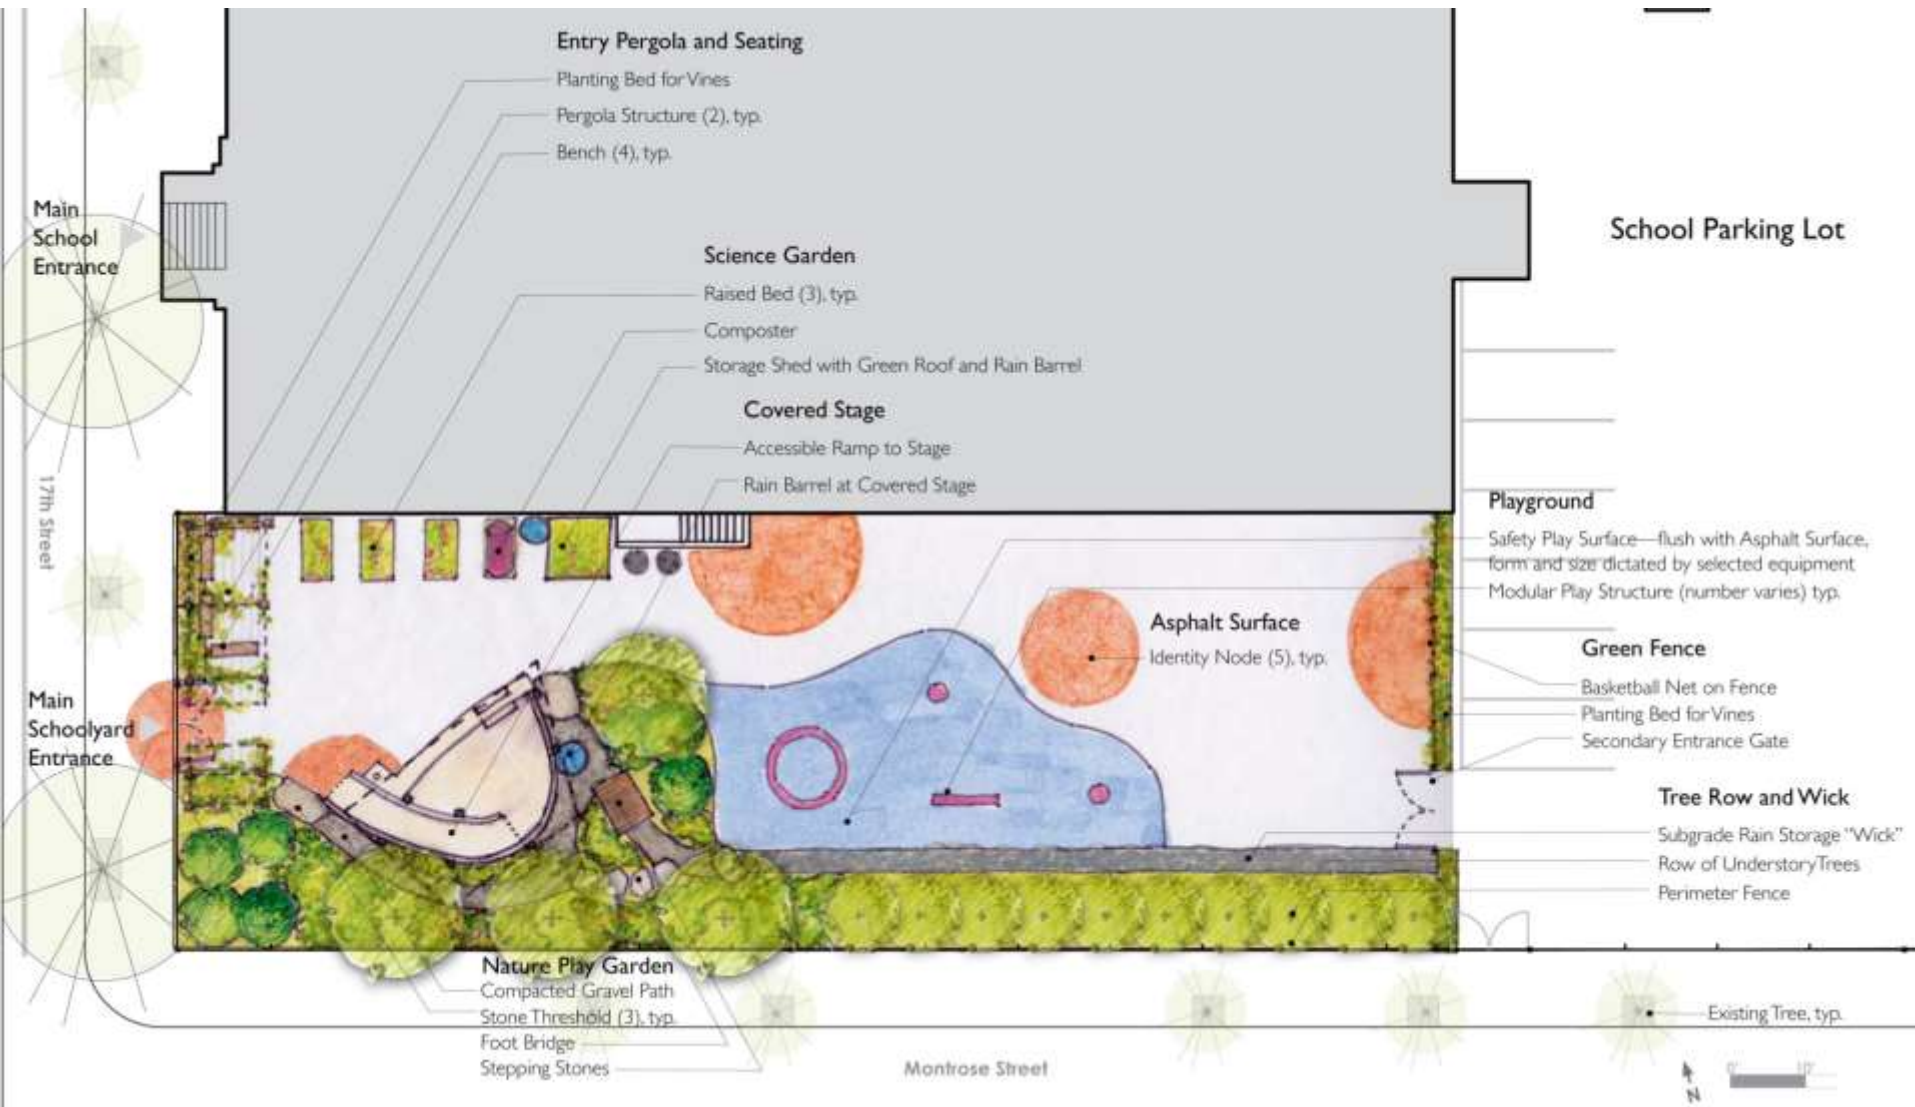 Entry Pergola and Seating
Planting Bed for Vines
Pergola Structure (2), typ.
Bench (4), typ.
Main
School
Entrance
School Parking Lot
Science Garden
Raised Bed (3), typ.
Composter
Storage Shed with Green Roof and Rain Barrel
Covered Stage
Accessible Ramp to Stage
Rain Barrel at Covered Stage
17th Street
Playground
Safety Play Surface—flush with Asphalt Surface,
form and size dictated by selected equipment
Modular Play Structure (number varies) typ.
Asphalt Surface
Identity Node (5), typ.
Green Fence
Basketball Net on Fence
Planting Bed for Vines
Secondary Entrance Gate
Main
Schoolyard
Entrance
Tree Row and Wick
Subgrade Rain Storage "Wick"
Row of Understory Trees
Perimeter Fence
Nature Play Garden
Compacted Gravel Path
Stone Threshold (3), typ.
Foot Bridge
Stepping Stones
Existing Tree, typ.
Montrose Street
N
0' 10'